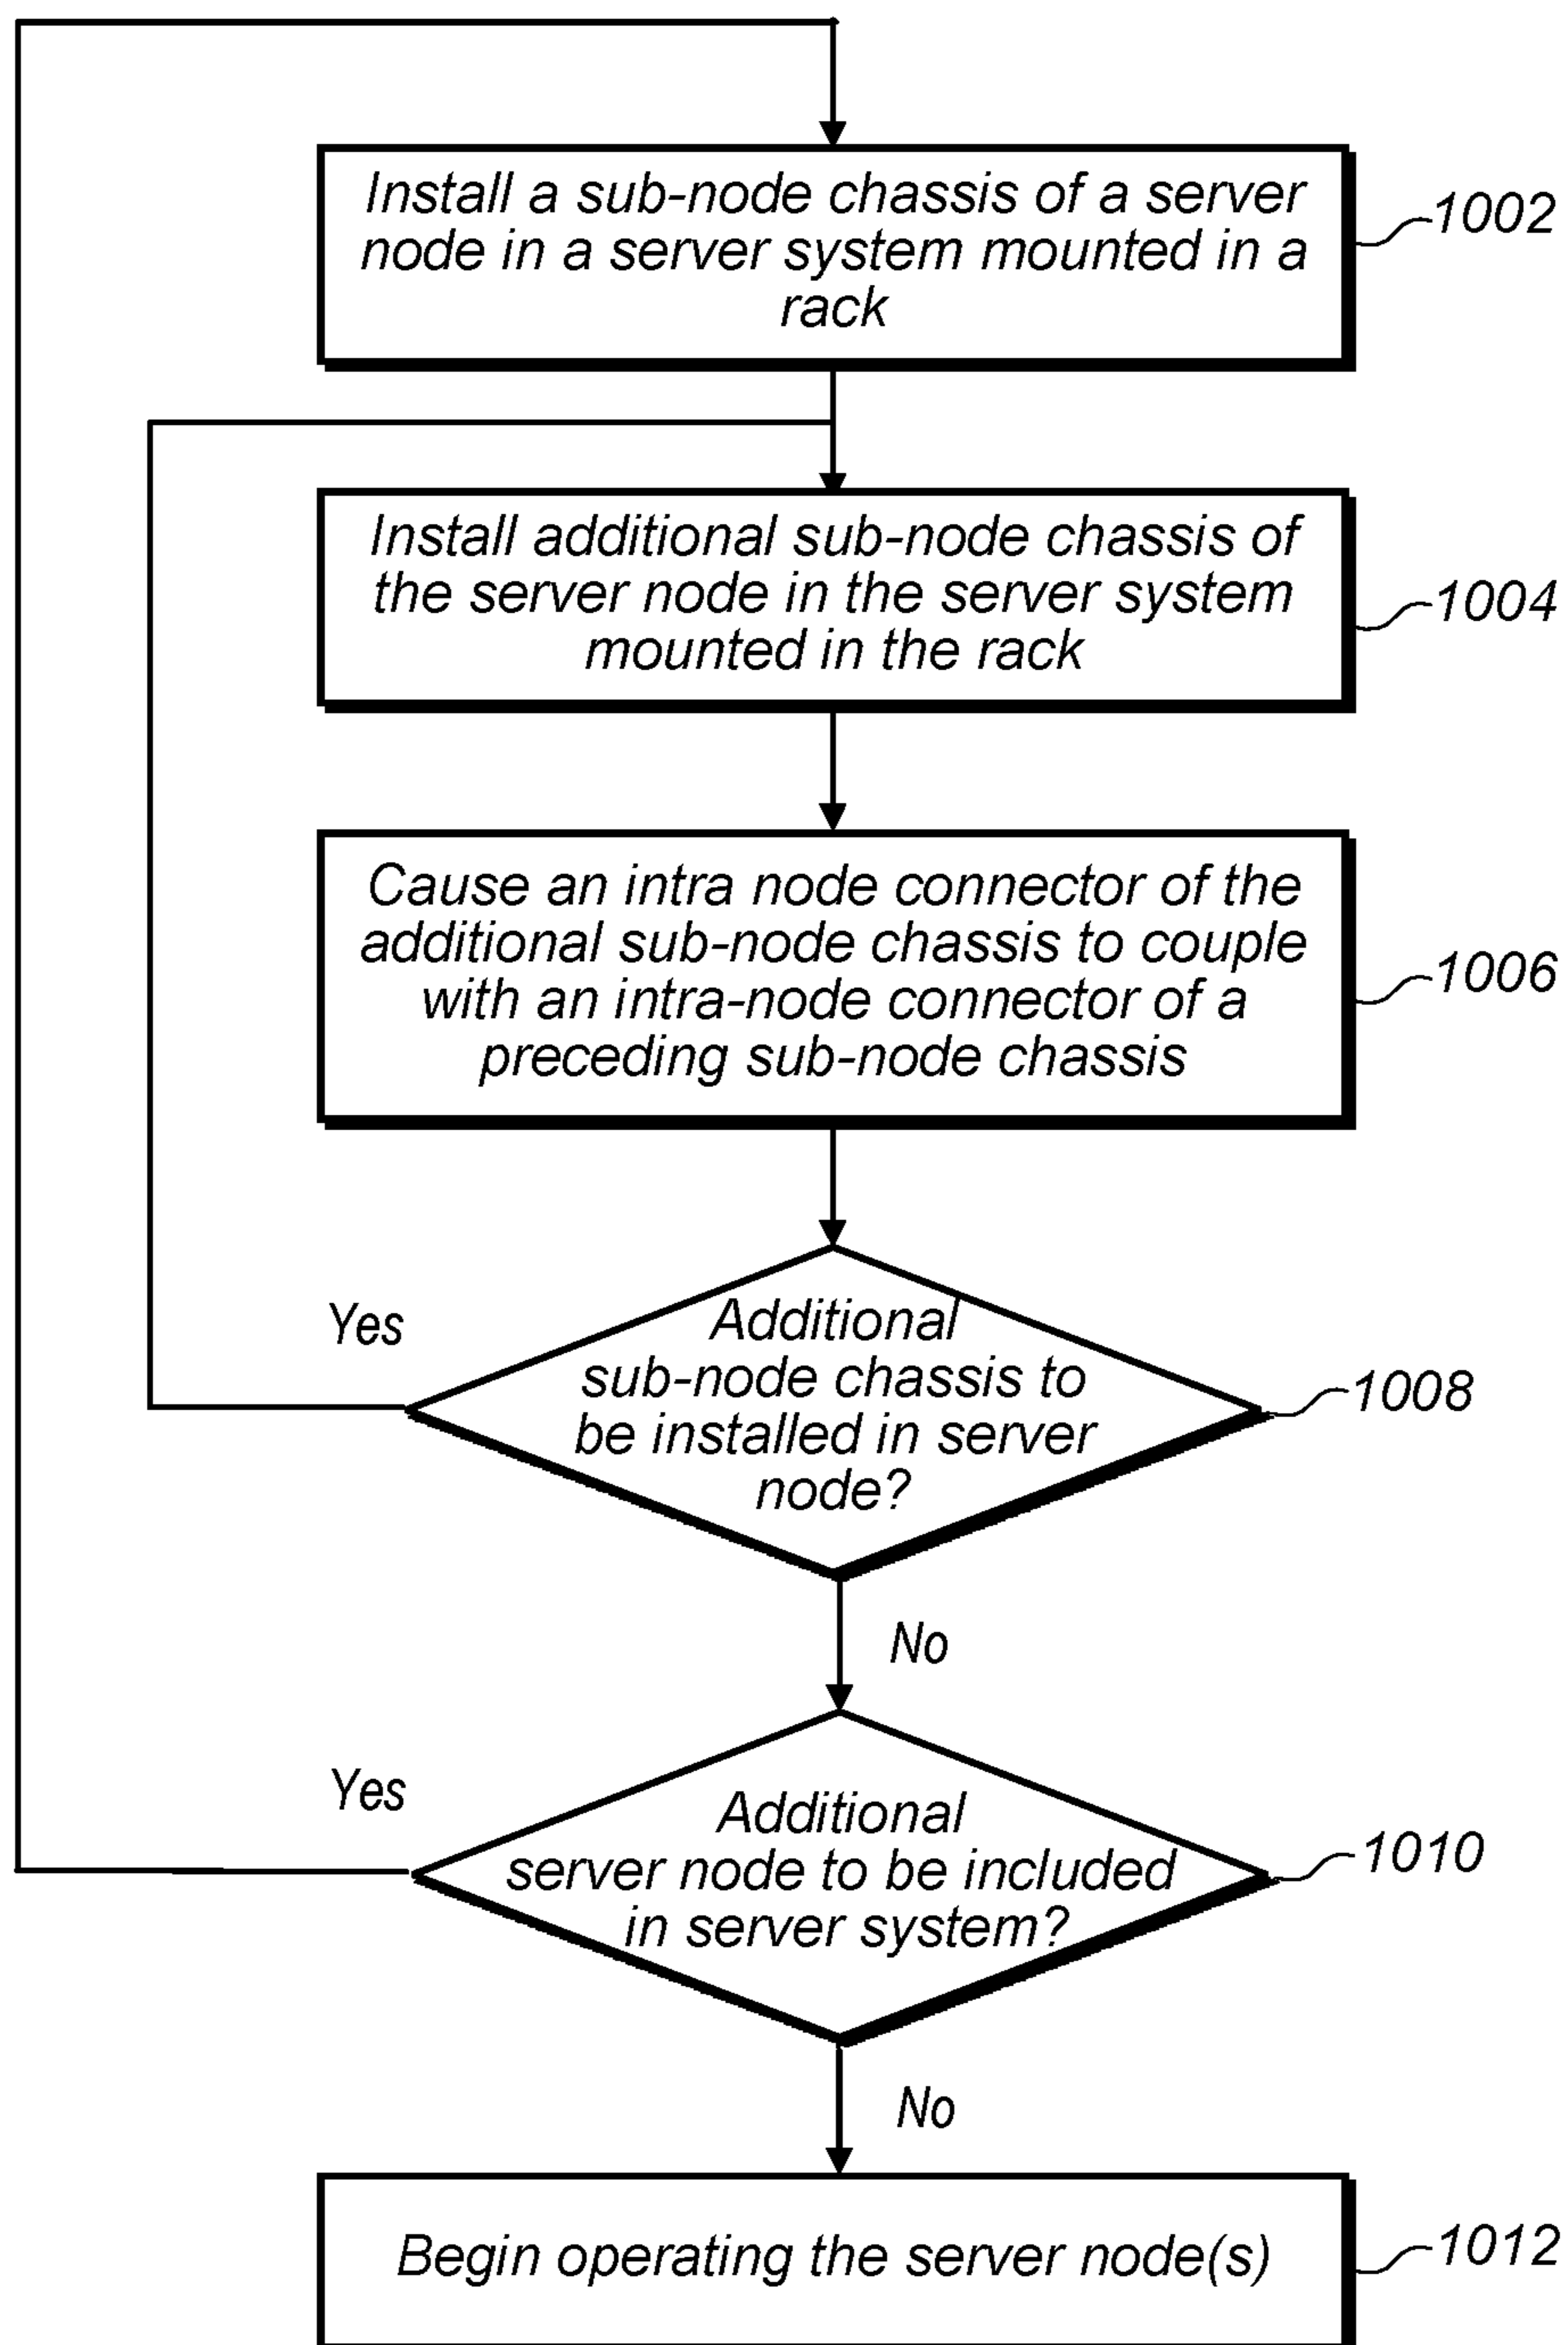 Install a sub-node chassis of a server
node in a server system mounted in a
rack
1002
Install additional sub-node chassis of
the server node in the server system
mounted in the rack
1004
Cause an intra node connector of the
additional sub-node chassis to couple
with an intra-node connector of a
preceding sub-node chassis
1006
Yes
Additional
sub-node chassis to
be installed in server
node?
1008
No
Yes
Additional
server node to be included
in server system?
1010
No
Begin operating the server node(s)
1012